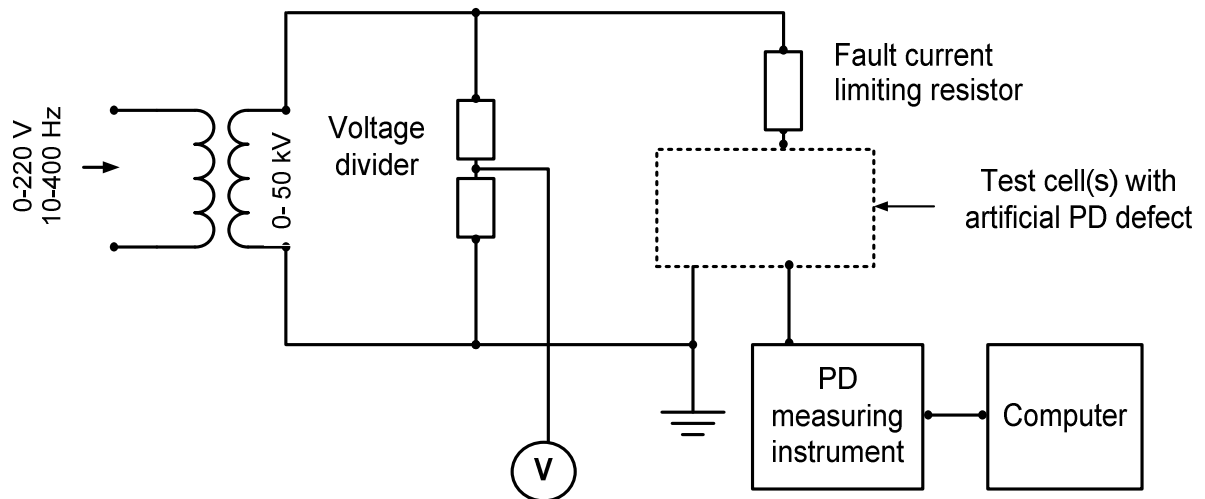 0-220 V
10-400 Hz
0- 50 kV
Voltage
divider
Fault current
limiting resistor
Test cell(s) with
artificial PD defect
PD
measuring
instrument
Computer
V